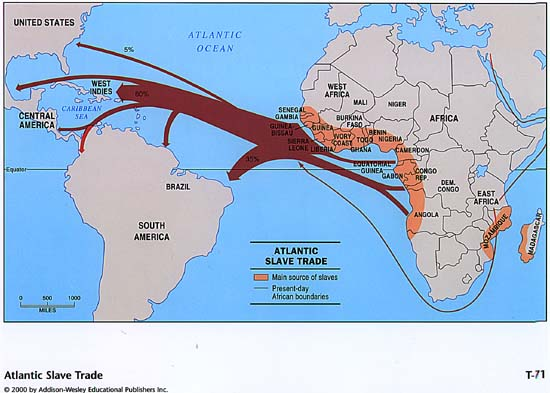 UNITED STATES
ATLANTIC
OCEAN
5%
WEST
INDIES
60%
CARIBBEAN
SEA
CENTRAL
AMERICA
Equator
35%
BRAZIL
SOUTH
AMERICA
WEST
AFRICA
MALI
NIGER
SENEGAL
GAMBIA
GUINEA
BISSAU
GUINEA
SIERRA
LEONE
LIBERIA
IVORY
COAST
BURKINA
FASO
GHANA
TOGO
BENIN
NIGERIA
CAMEROON
EQUATORIAL
GUINEA
GABON
CONGO
REP.
DEM.
CONGO
AFRICA
EAST
AFRICA
ANGOLA
MOZAMBIQUE
MADAGASCAR
ATLANTIC
SLAVE TRADE
Main source of slaves
Present-day
African boundaries
0 500 1000
MILES
Atlantic Slave Trade
T-71
© 2000 by Addison-Wesley Educational Publishers Inc.